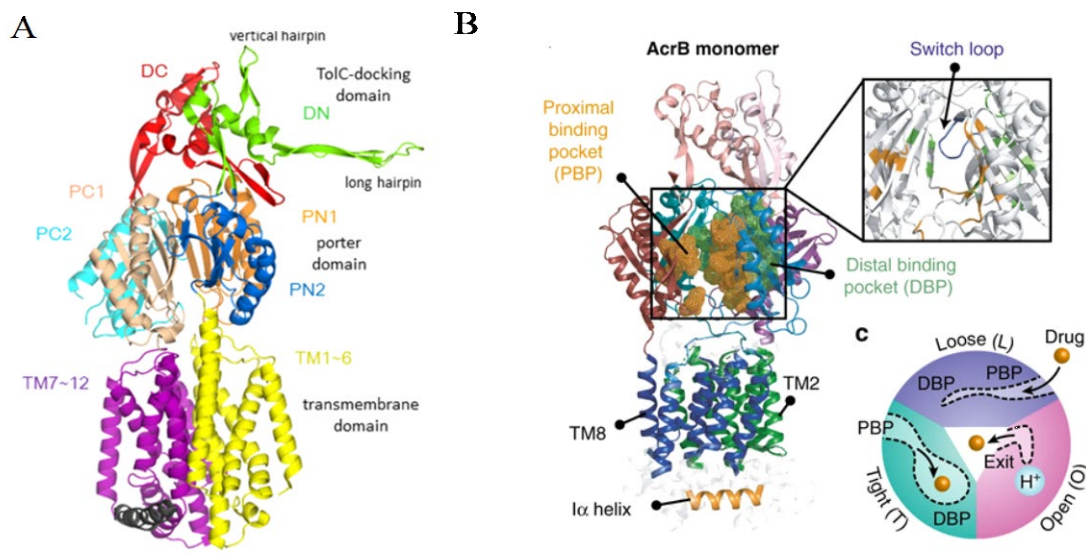 A
vertical hairpin
DC
TolC-docking
domain
DN
long hairpin
PC1
PC2
PN1
porter
domain
PN2
TM7~12
TM1~6
transmembrane
domain
B
AcrB monomer
Switch loop
Proximal
binding
pocket
(PBP)
Distal binding
pocket (DBP)
TM8
TM2
Iα helix
c
Loose (L)
Drug
PBP
DBP
PBP
Exit
H+
DBP
Tight (T)
Open (O)